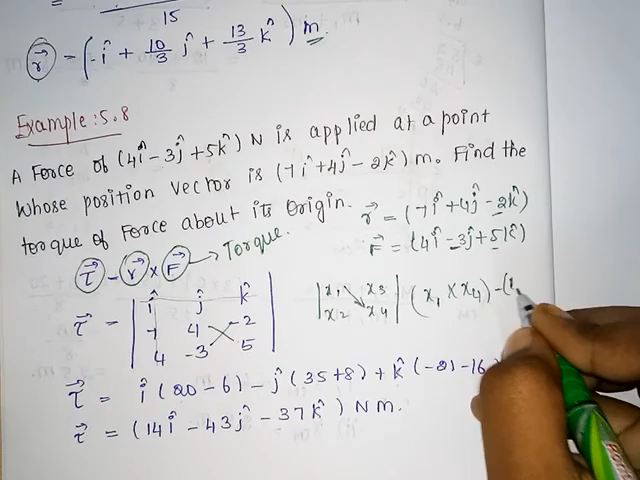 15
r⃗ = (-î + 10/3 ĵ + 13/3 k̂) m
Example:5.8
A Force of (4î - 3ĵ + 5k̂) N is applied at a point
whose position vector is (7î + 4ĵ - 2k̂) m. Find the
torque of Force about its origin.
r⃗ = (7î + 4ĵ - 2k̂)
F⃗ = (4î - 3ĵ + 5k̂)
τ⃗ = r⃗ × F⃗ → Torque.
τ⃗ = | î ĵ k̂ |
7 4 -2
4 -3 5
| x₁ x₃ | (x₁ × x₄) - (
x₂ x₄
τ⃗ = î (20 - 6) - ĵ (35 + 8) + k̂ (-21 - 16
τ⃗ = (14î - 43ĵ - 37k̂) N m.